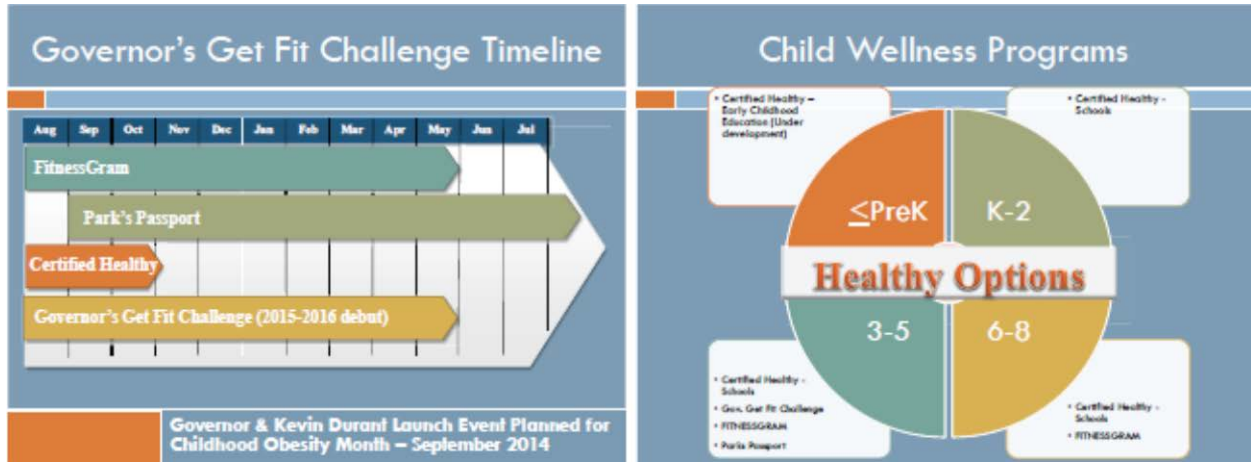 Governor's Get Fit Challenge Timeline
Aug Sep Oct Nov Dec Jan Feb Mar Apr May Jun Jul
FitnessGram
Park's Passport
Certified Healthy
Governor's Get Fit Challenge (2015-2016 debut)
Governor & Kevin Durant Launch Event Planned for
Childhood Obesity Month – September 2014
Child Wellness Programs
• Certified Healthy –
Early Childhood
Education (Under
development)
• Certified Healthy -
Schools
≤PreK
K-2
Healthy Options
3-5
6-8
• Certified Healthy -
Schools
• Gov. Get Fit Challenge
• FITNESSGRAM
• Parks Passport
• Certified Healthy -
Schools
• FITNESSGRAM